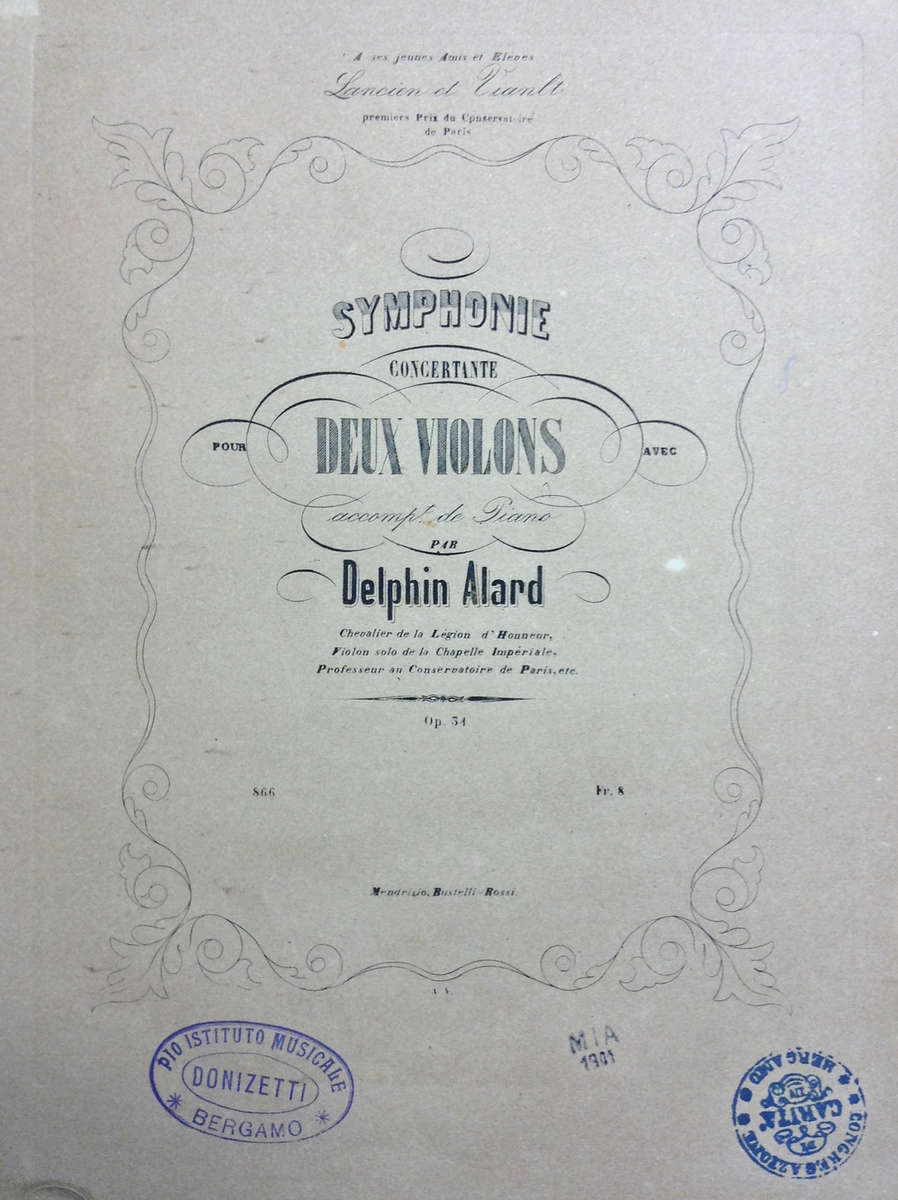 A ses jeunes Amis et Elèves
Lancien et Viault
premiers Prix du Conservatoire
de Paris
SYMPHONIE
CONCERTANTE
POUR DEUX VIOLONS AVEC
accompt. de Piano
PAR
Delphin Alard
Chevalier de la Légion d'Honneur,
Violon solo de la Chapelle Impériale,
Professeur au Conservatoire de Paris, etc.
Op. 34
866 Fr. 8
Mendrisio, Bustelli-Rossi.
PIO ISTITUTO MUSICALE
DONIZETTI
* BERGAMO *
MIA
1981
CONGREGAZIONE
DI
CARITÀ
BERGAMO